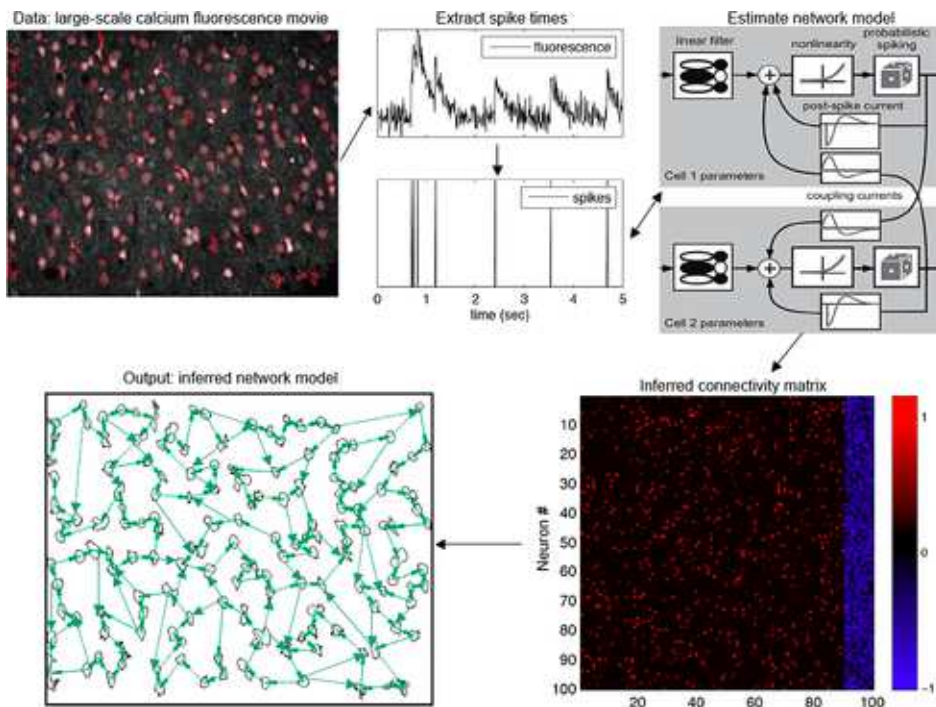 Data: large-scale calcium fluorescence movie
Extract spike times
fluorescence
spikes
0 1 2 3 4 5
time (sec)
Estimate network model
linear filter
nonlinearity
probabilistic
spiking
post-spike current
Cell 1 parameters
coupling currents
Cell 2 parameters
Output: inferred network model
Inferred connectivity matrix
Neuron #
10
20
30
40
50
60
70
80
90
100
20 40 60 80 100
1
0
-1